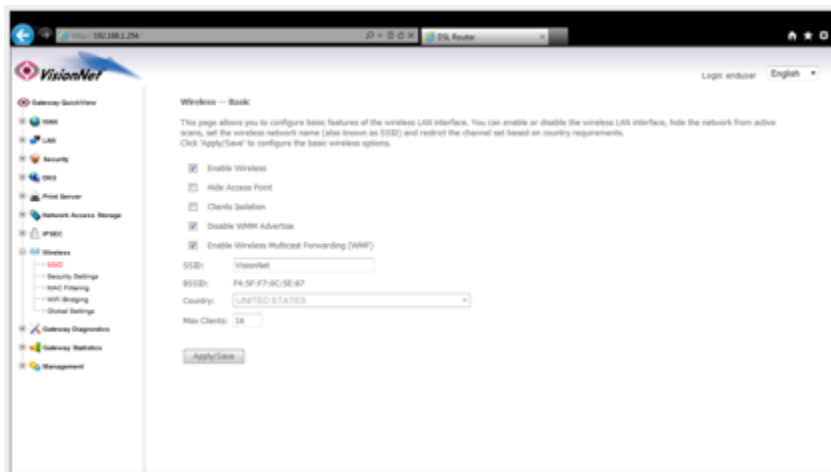 http://192.168.1.254
DSL Router
VisionNet
Login: enduser
English
Gateway QuickView
WAN
LAN
Security
DNS
Print Server
Network Access Storage
IPSEC
Wireless
SSID
Security Settings
MAC Filtering
WiFi Bridging
Global Settings
Gateway Diagnostics
Gateway Statistics
Management
Wireless -- Basic
This page allows you to configure basic features of the wireless LAN interface. You can enable or disable the wireless LAN interface, hide the network from active
scans, set the wireless network name (also known as SSID) and restrict the channel set based on country requirements.
Click 'Apply/Save' to configure the basic wireless options.
Enable Wireless
Hide Access Point
Clients Isolation
Disable WMM Advertise
Enable Wireless Multicast Forwarding (WMF)
SSID: VisionNet
BSSID: F4:5F:F7:0C:5E:87
Country: UNITED STATES
Max Clients: 16
Apply/Save